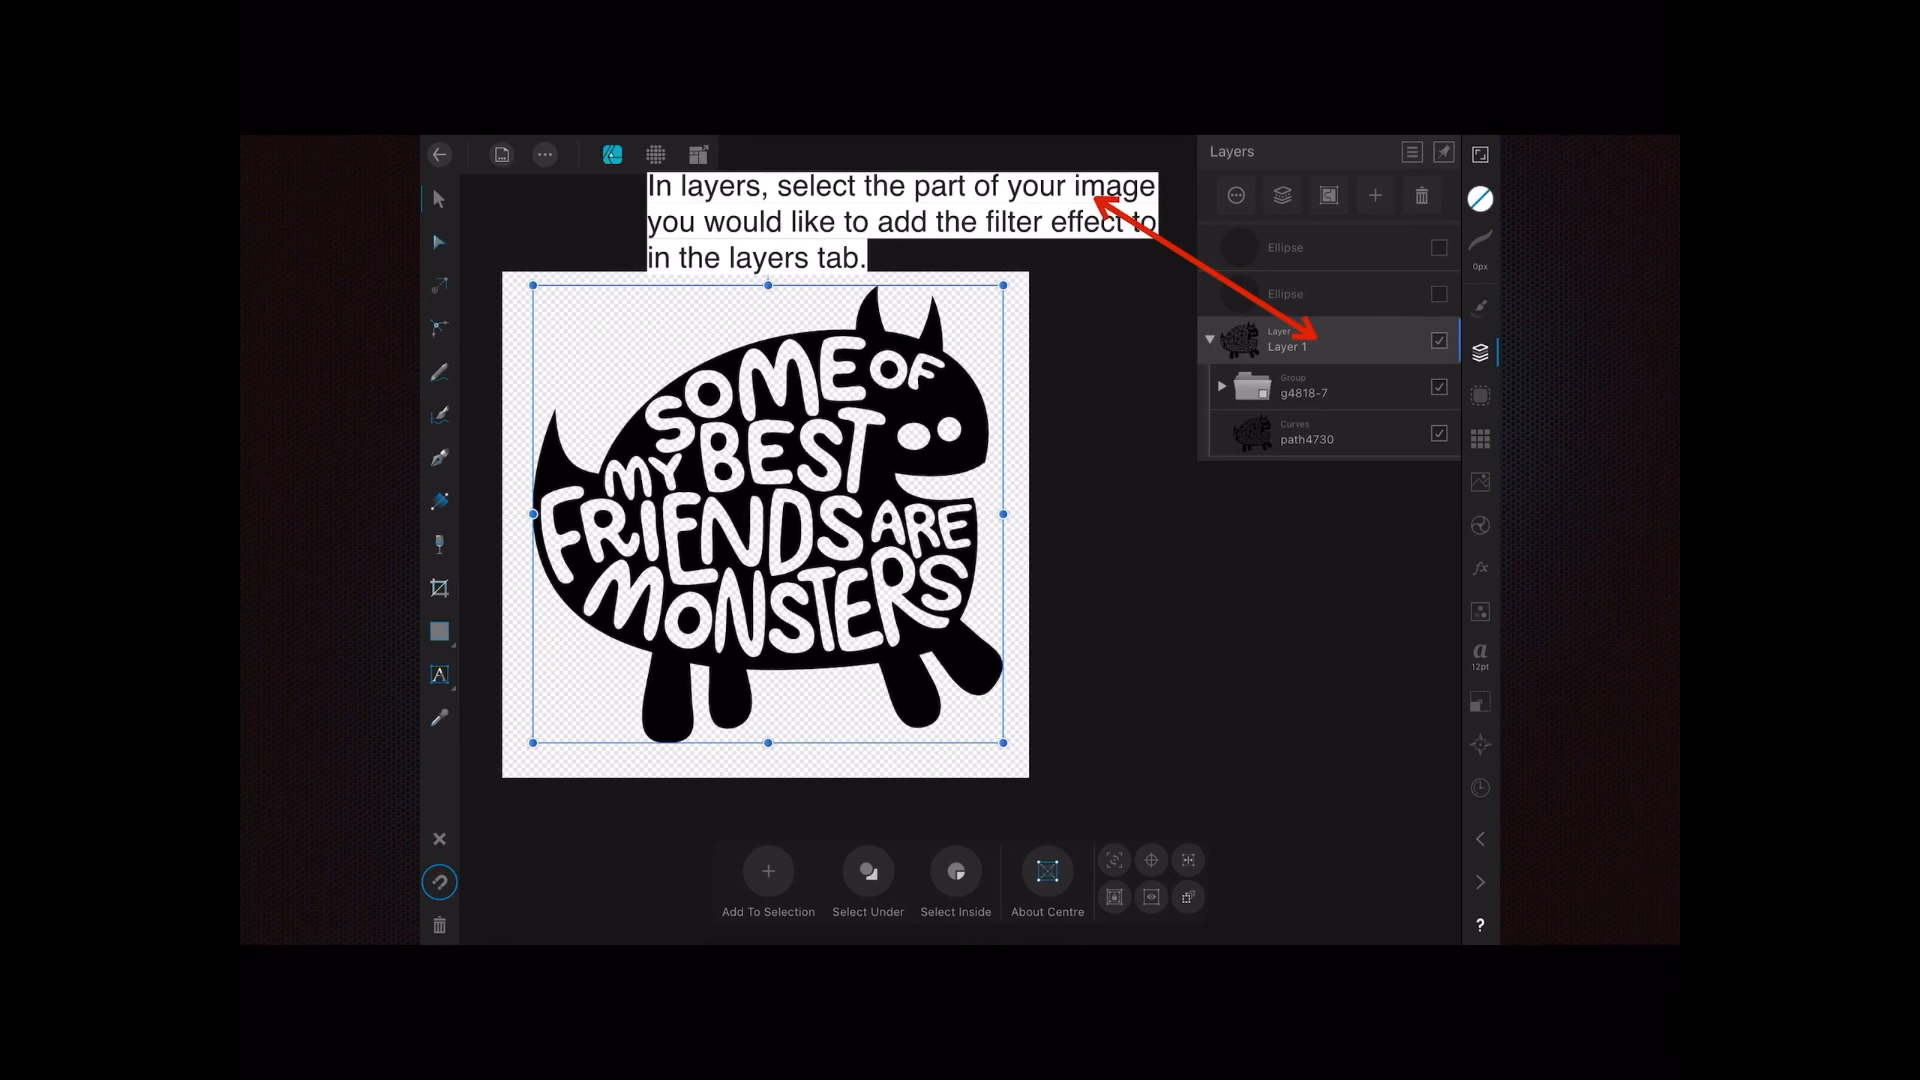 Layers
In layers, select the part of your image
you would like to add the filter effect to
in the layers tab.
Ellipse
0px
Ellipse
Layer
Layer 1
Group
g4818-7
Curves
path4730
SOME OF
MY BEST
FRIENDS ARE
MONSTERS
fx
A
a
12pt
Add To Selection
Select Under
Select Inside
About Centre
?